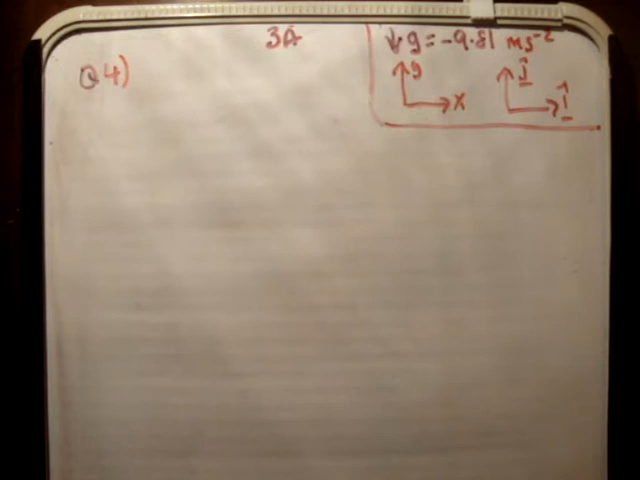 3A
↓g = -9.81 ms⁻²
Q4)
y ĵ
x î